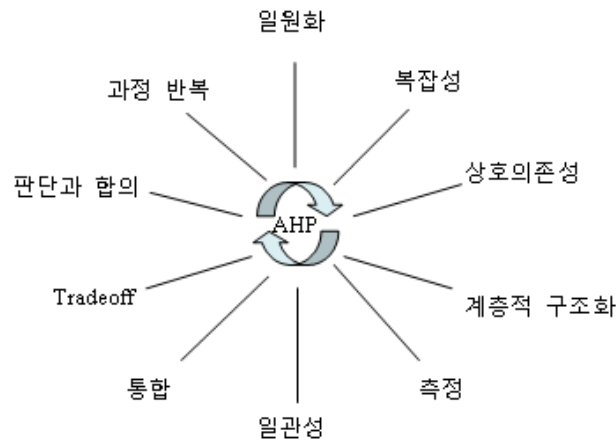 일원화
과정 반복
복잡성
판단과 합의
상호의존성
AHP
Tradeoff
계층적 구조화
통합
측정
일관성